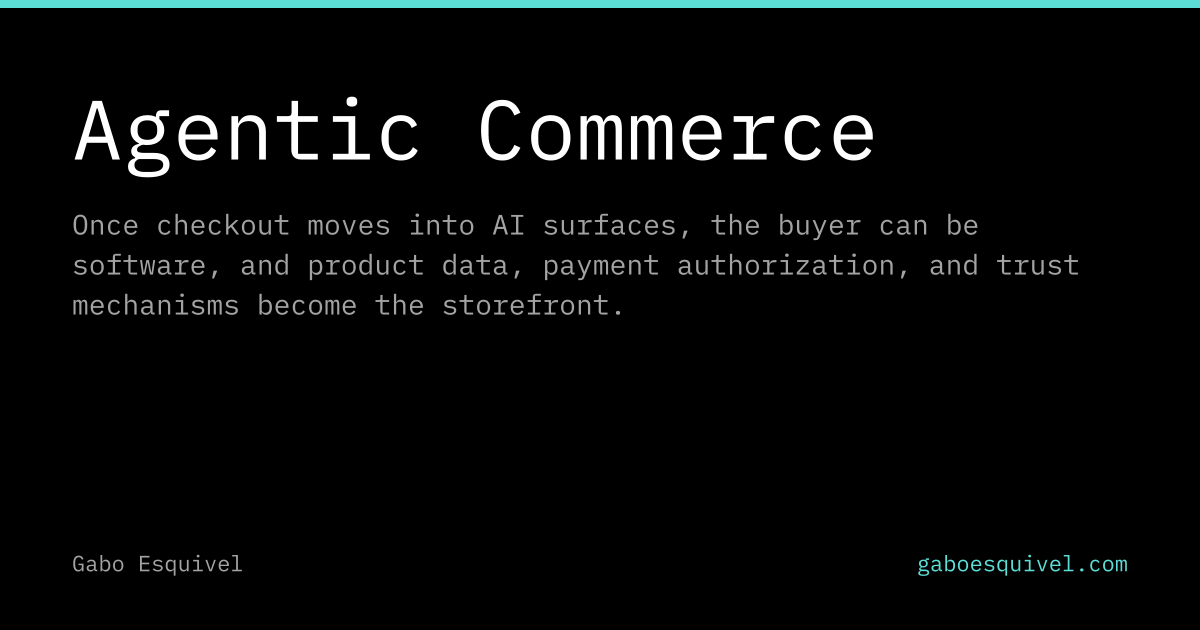 Agentic Commerce
Once checkout moves into AI surfaces, the buyer can be
software, and product data, payment authorization, and trust
mechanisms become the storefront.
Gabo Esquivel
gaboesquivel.com